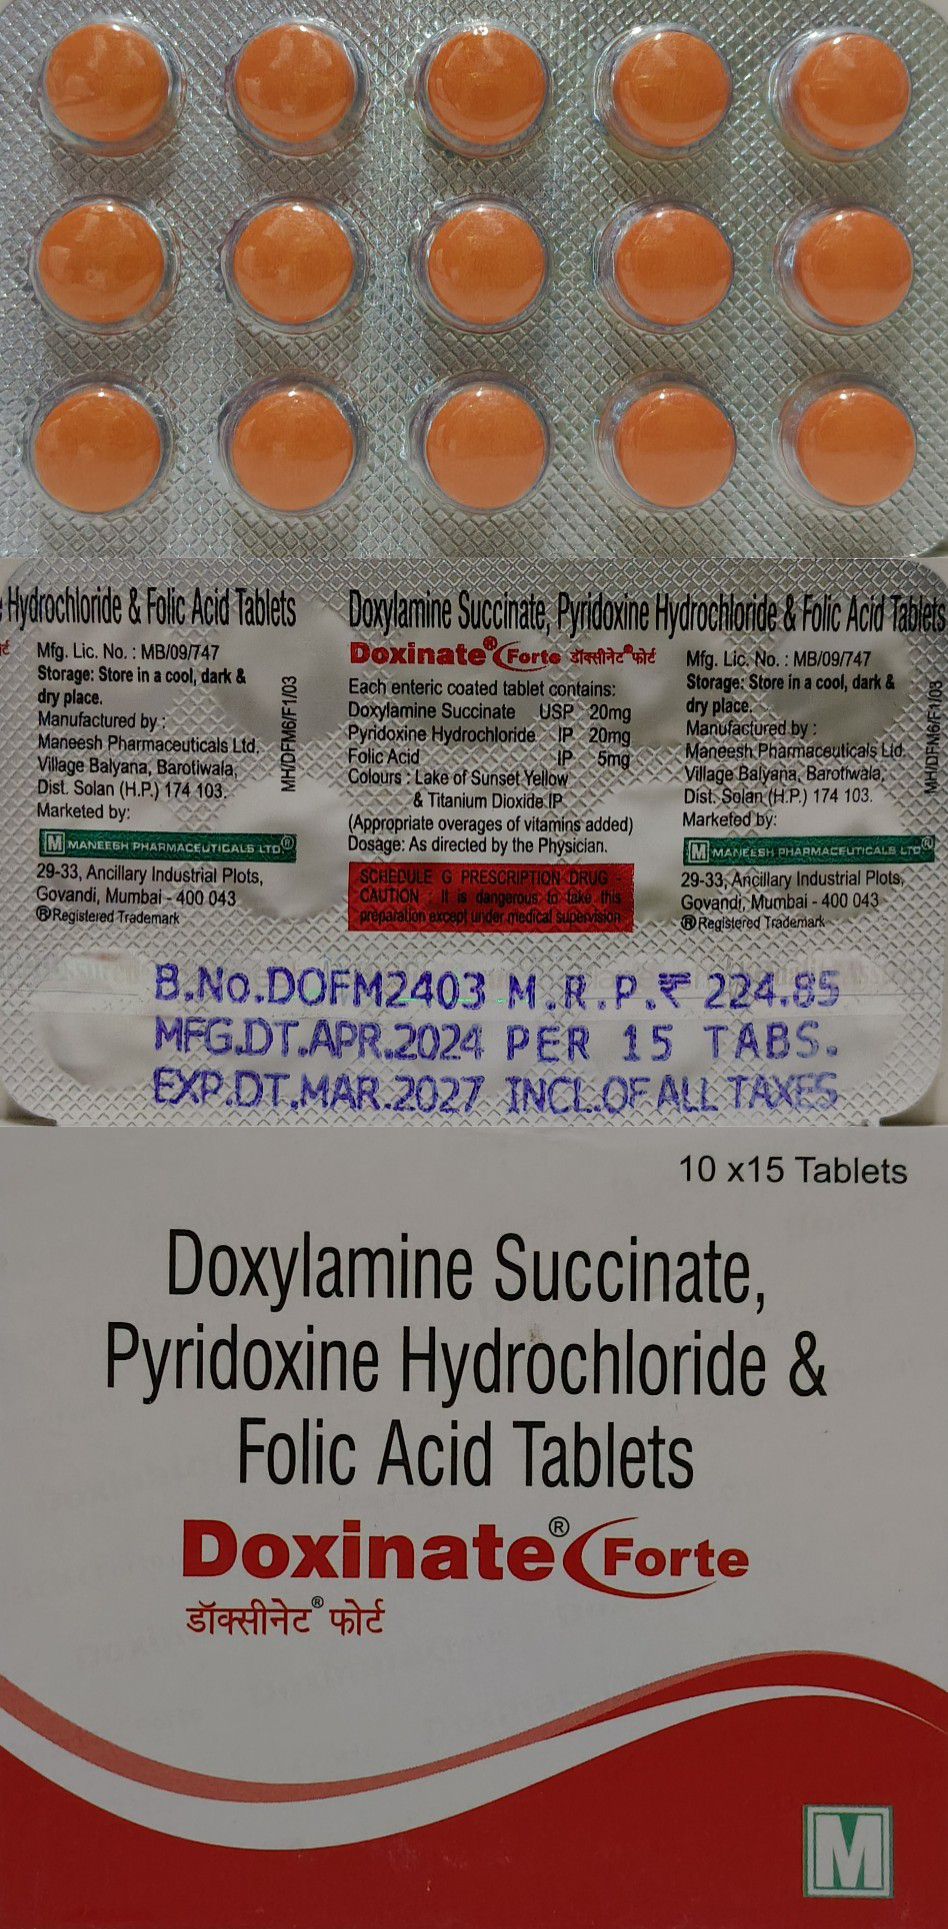 Hydrochloride & Folic Acid Tablets
Mfg. Lic. No. : MB/09/747
Storage: Store in a cool, dark &
dry place.
Manufactured by :
Maneesh Pharmaceuticals Ltd.
Village Balyana, Barotiwala,
Dist. Solan (H.P.) 174 103.
Marketed by:
M MANEESH PHARMACEUTICALS LTD®
29-33, Ancillary Industrial Plots,
Govandi, Mumbai - 400 043
® Registered Trademark
MH/DFM6/F1/03
Doxylamine Succinate, Pyridoxine Hydrochloride & Folic Acid Tablets
Doxinate® Forte डॉक्सीनेट® फोर्ट
Each enteric coated tablet contains:
Doxylamine Succinate USP 20mg
Pyridoxine Hydrochloride IP 20mg
Folic Acid IP 5mg
Colours : Lake of Sunset Yellow
& Titanium Dioxide IP
(Appropriate overages of vitamins added)
Dosage: As directed by the Physician.
SCHEDULE G PRESCRIPTION DRUG -
CAUTION : It is dangerous to take this
preparation except under medical supervision
Mfg. Lic. No. : MB/09/747
Storage: Store in a cool, dark &
dry place.
Manufactured by :
Maneesh Pharmaceuticals Ltd.
Village Balyana, Barotiwala,
Dist. Solan (H.P.) 174 103.
Marketed by:
M MANEESH PHARMACEUTICALS LTD®
29-33, Ancillary Industrial Plots,
Govandi, Mumbai - 400 043
® Registered Trademark
MH/DFM6/F1/03
B.No.DOFM2403 M.R.P.₹ 224.85
MFG.DT.APR.2024 PER 15 TABS.
EXP.DT.MAR.2027 INCL.OF ALL TAXES
10 x15 Tablets
Doxylamine Succinate,
Pyridoxine Hydrochloride &
Folic Acid Tablets
Doxinate® Forte
डॉक्सीनेट® फोर्ट
M